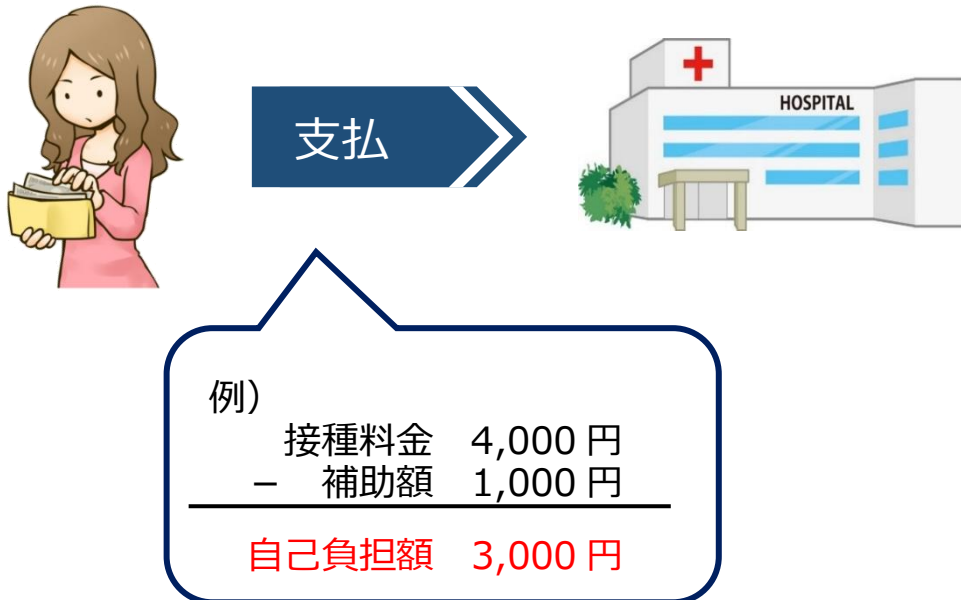 支払
HOSPITAL
例)
接種料金 4,000 円
− 補助額 1,000 円
自己負担額 3,000 円